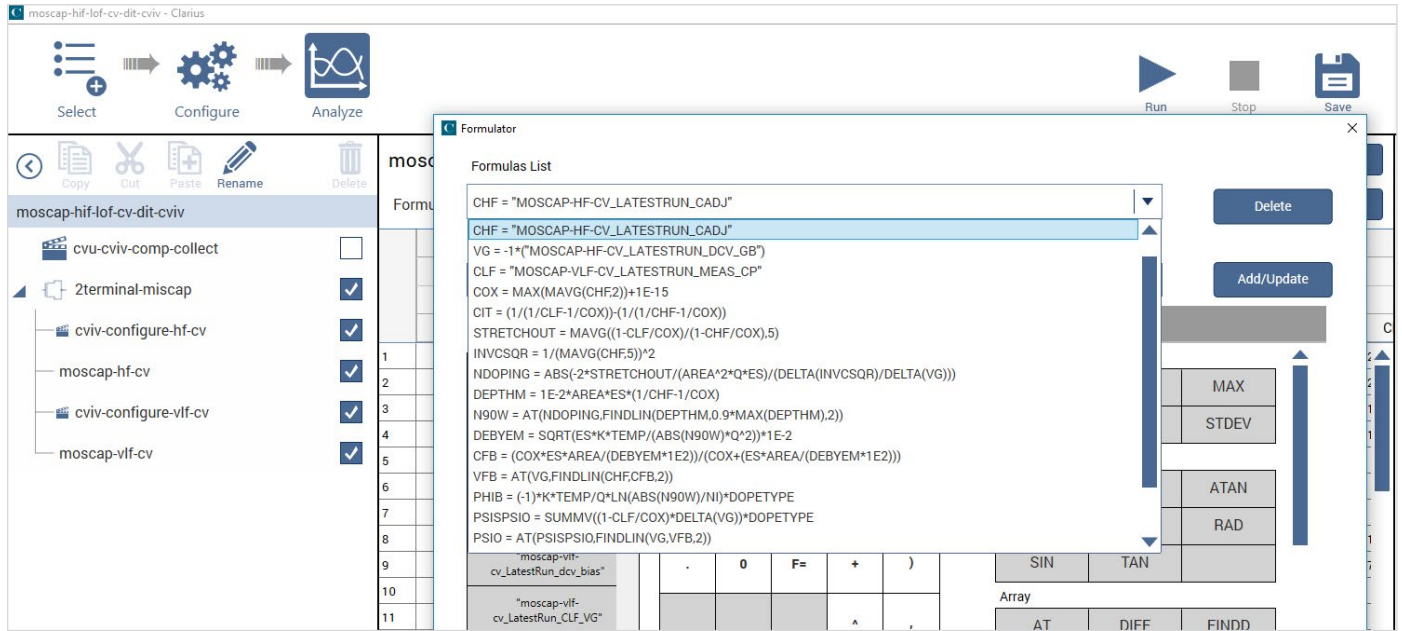 moscap-hif-lof-cv-dit-cviv - Clarius
Select
Configure
Analyze
Run
Stop
Save
Copy
Cut
Paste
Rename
Delete
moscap-hif-lof-cv-dit-cviv
cvu-cviv-comp-collect
2terminal-miscap
cviv-configure-hf-cv
moscap-hf-cv
cviv-configure-vlf-cv
moscap-vlf-cv
mosc
Formu
1
2
3
4
5
6
7
8
9
10
11
Formulator
Formulas List
CHF = "MOSCAP-HF-CV_LATESTRUN_CADJ"
Delete
CHF = "MOSCAP-HF-CV_LATESTRUN_CADJ"
VG = -1*("MOSCAP-HF-CV_LATESTRUN_DCV_GB")
CLF = "MOSCAP-VLF-CV_LATESTRUN_MEAS_CP"
COX = MAX(MAVG(CHF,2))+1E-15
CIT = (1/(1/CLF-1/COX))-(1/(1/CHF-1/COX))
STRETCHOUT = MAVG((1-CLF/COX)/(1-CHF/COX),5)
INVCSQR = 1/(MAVG(CHF,5))^2
NDOPING = ABS(-2*STRETCHOUT/(AREA^2*Q*ES)/(DELTA(INVCSQR)/DELTA(VG)))
DEPTHM = 1E-2*AREA*ES*(1/CHF-1/COX)
N90W = AT(NDOPING,FINDLIN(DEPTHM,0.9*MAX(DEPTHM),2))
DEBYEM = SQRT(ES*K*TEMP/(ABS(N90W)*Q^2))*1E-2
CFB = (COX*ES*AREA/(DEBYEM*1E2))/(COX+(ES*AREA/(DEBYEM*1E2)))
VFB = AT(VG,FINDLIN(CHF,CFB,2))
PHIB = (-1)*K*TEMP/Q*LN(ABS(N90W)/NI)*DOPETYPE
PSISPSIO = SUMMV((1-CLF/COX)*DELTA(VG))*DOPETYPE
PSIO = AT(PSISPSIO,FINDLIN(VG,VFB,2))
Add/Update
MAX
STDEV
ATAN
RAD
SIN
TAN
Array
AT
DIFF
FINDD
"moscap-vlf-
cv_LatestRun_dcv_bias"
"moscap-vlf-
cv_LatestRun_CLF_VG"
. 0 F= + )
^ ,
C